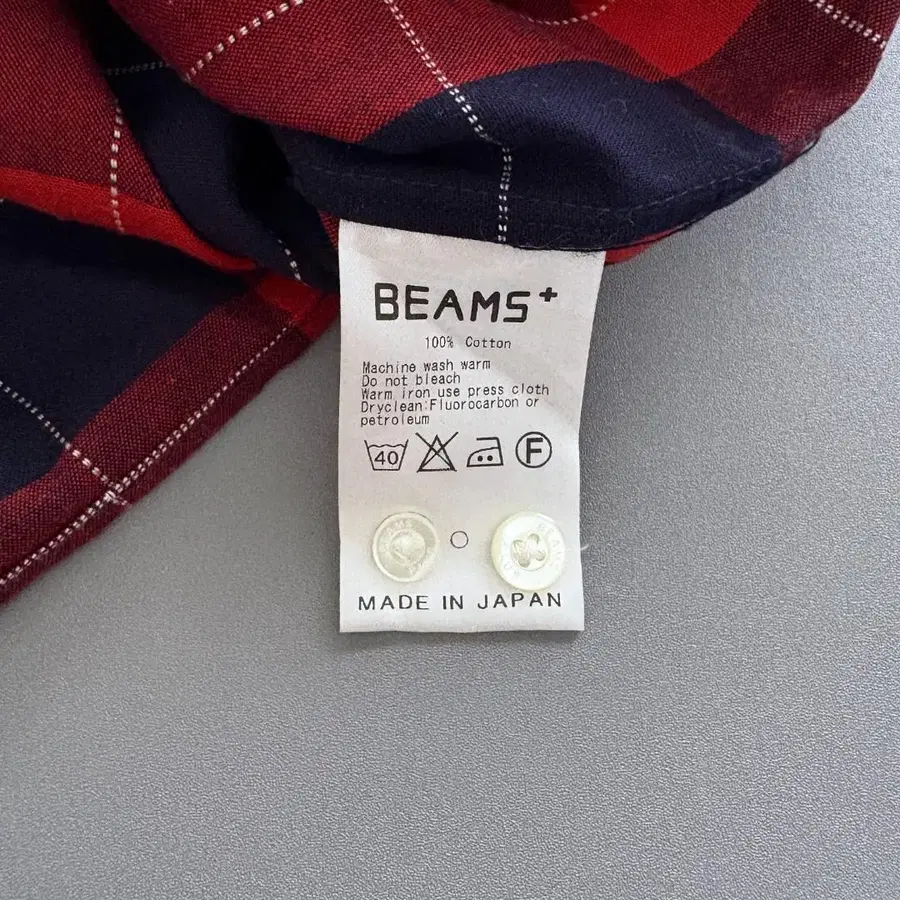 BEAMS+
100% Cotton
Machine wash warm
Do not bleach
Warm iron use press cloth
Dryclean:Fluorocarbon or
petroleum
40
F
MADE IN JAPAN
BEAMS